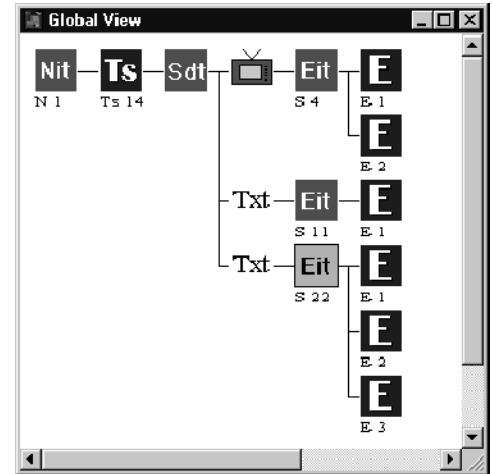 Global View
Nit Ts Sdt Eit E
N 1 Ts 14 S 4 E 1
E
E 2
Txt Eit E
S 11 E 1
Txt Eit E
S 22 E 1
E
E 2
E
E 3